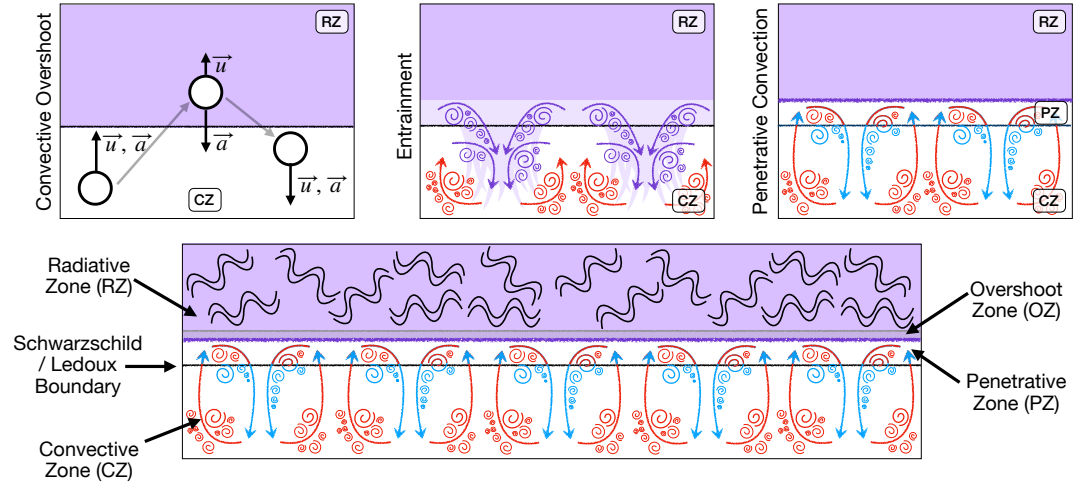 Convective Overshoot
RZ
u⃗
u⃗, a⃗
a⃗
u⃗, a⃗
CZ
Entrainment
RZ
CZ
Penetrative Convection
RZ
PZ
CZ
Radiative
Zone (RZ)
Schwarzschild
/ Ledoux
Boundary
Convective
Zone (CZ)
Overshoot
Zone (OZ)
Penetrative
Zone (PZ)